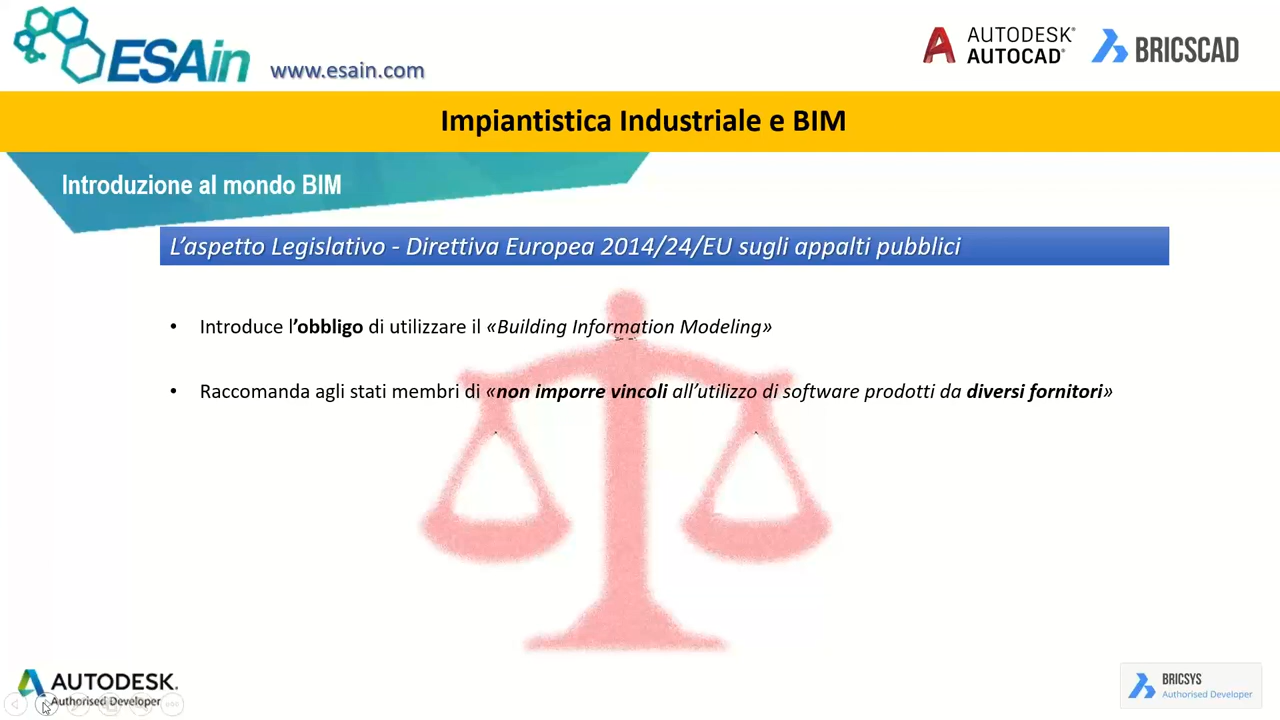 ESAin
www.esain.com
AUTODESK®
AUTOCAD®
BRICSCAD
Impiantistica Industriale e BIM
Introduzione al mondo BIM
L’aspetto Legislativo - Direttiva Europea 2014/24/EU sugli appalti pubblici
• Introduce l’obbligo di utilizzare il «Building Information Modeling»
• Raccomanda agli stati membri di «non imporre vincoli all’utilizzo di software prodotti da diversi fornitori»
AUTODESK.
Authorised Developer
BRICSYS
Authorised Developer